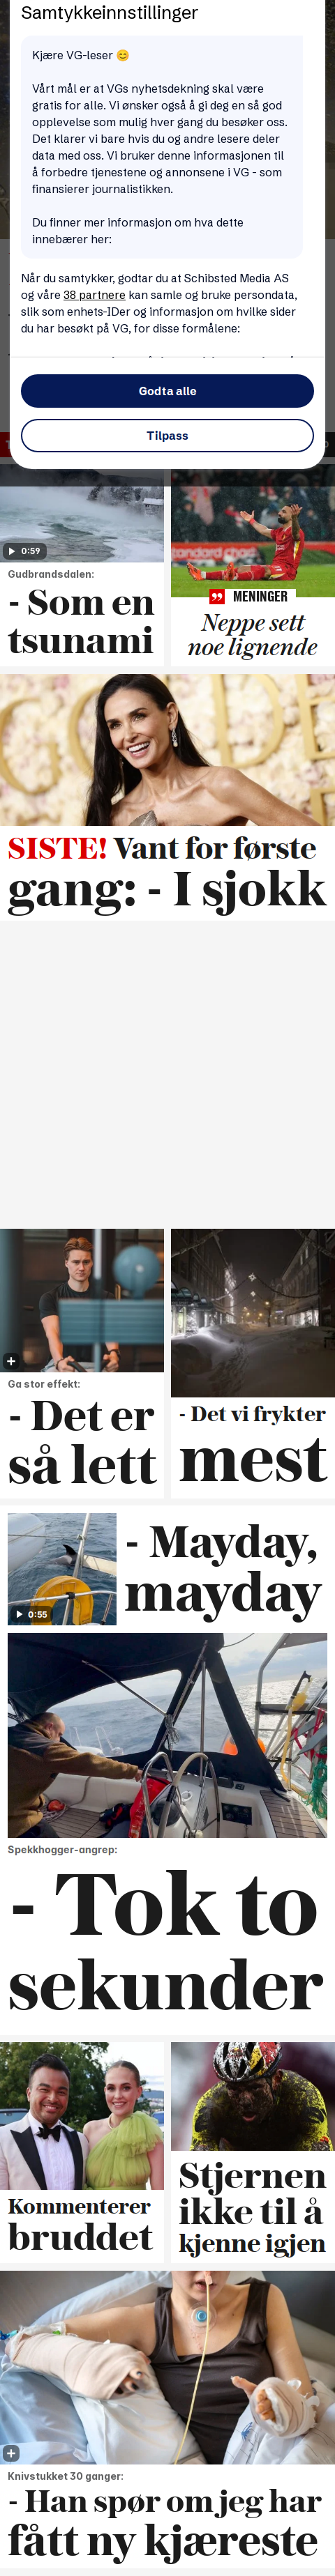 Samtykkeinnstillinger
Kjære VG-leser 😊
Vårt mål er at VGs nyhetsdekning skal være
gratis for alle. Vi ønsker også å gi deg en så god
opplevelse som mulig hver gang du besøker oss.
Det klarer vi bare hvis du og andre lesere deler
data med oss. Vi bruker denne informasjonen til
å forbedre tjenestene og annonsene i VG - som
finansierer journalistikken.
Du finner mer informasjon om hva dette
innebærer her:
Når du samtykker, godtar du at Schibsted Media AS
og våre 38 partnere kan samle og bruke persondata,
slik som enhets-IDer og informasjon om hvilke sider
du har besøkt på VG, for disse formålene:
Godta alle
Tilpass
0:59
Gudbrandsdalen:
- Som en
tsunami
MENINGER
Neppe sett
noe lignende
SISTE! Vant for første
gang: - I sjokk
Ga stor effekt:
- Det er
så lett
- Det vi frykter
mest
0:55
- Mayday,
mayday
Spekkhogger-angrep:
- Tok to
sekunder
Kommenterer
bruddet
Stjernen
ikke til å
kjenne igjen
Knivstukket 30 ganger:
- Han spør om jeg har
fått ny kjæreste